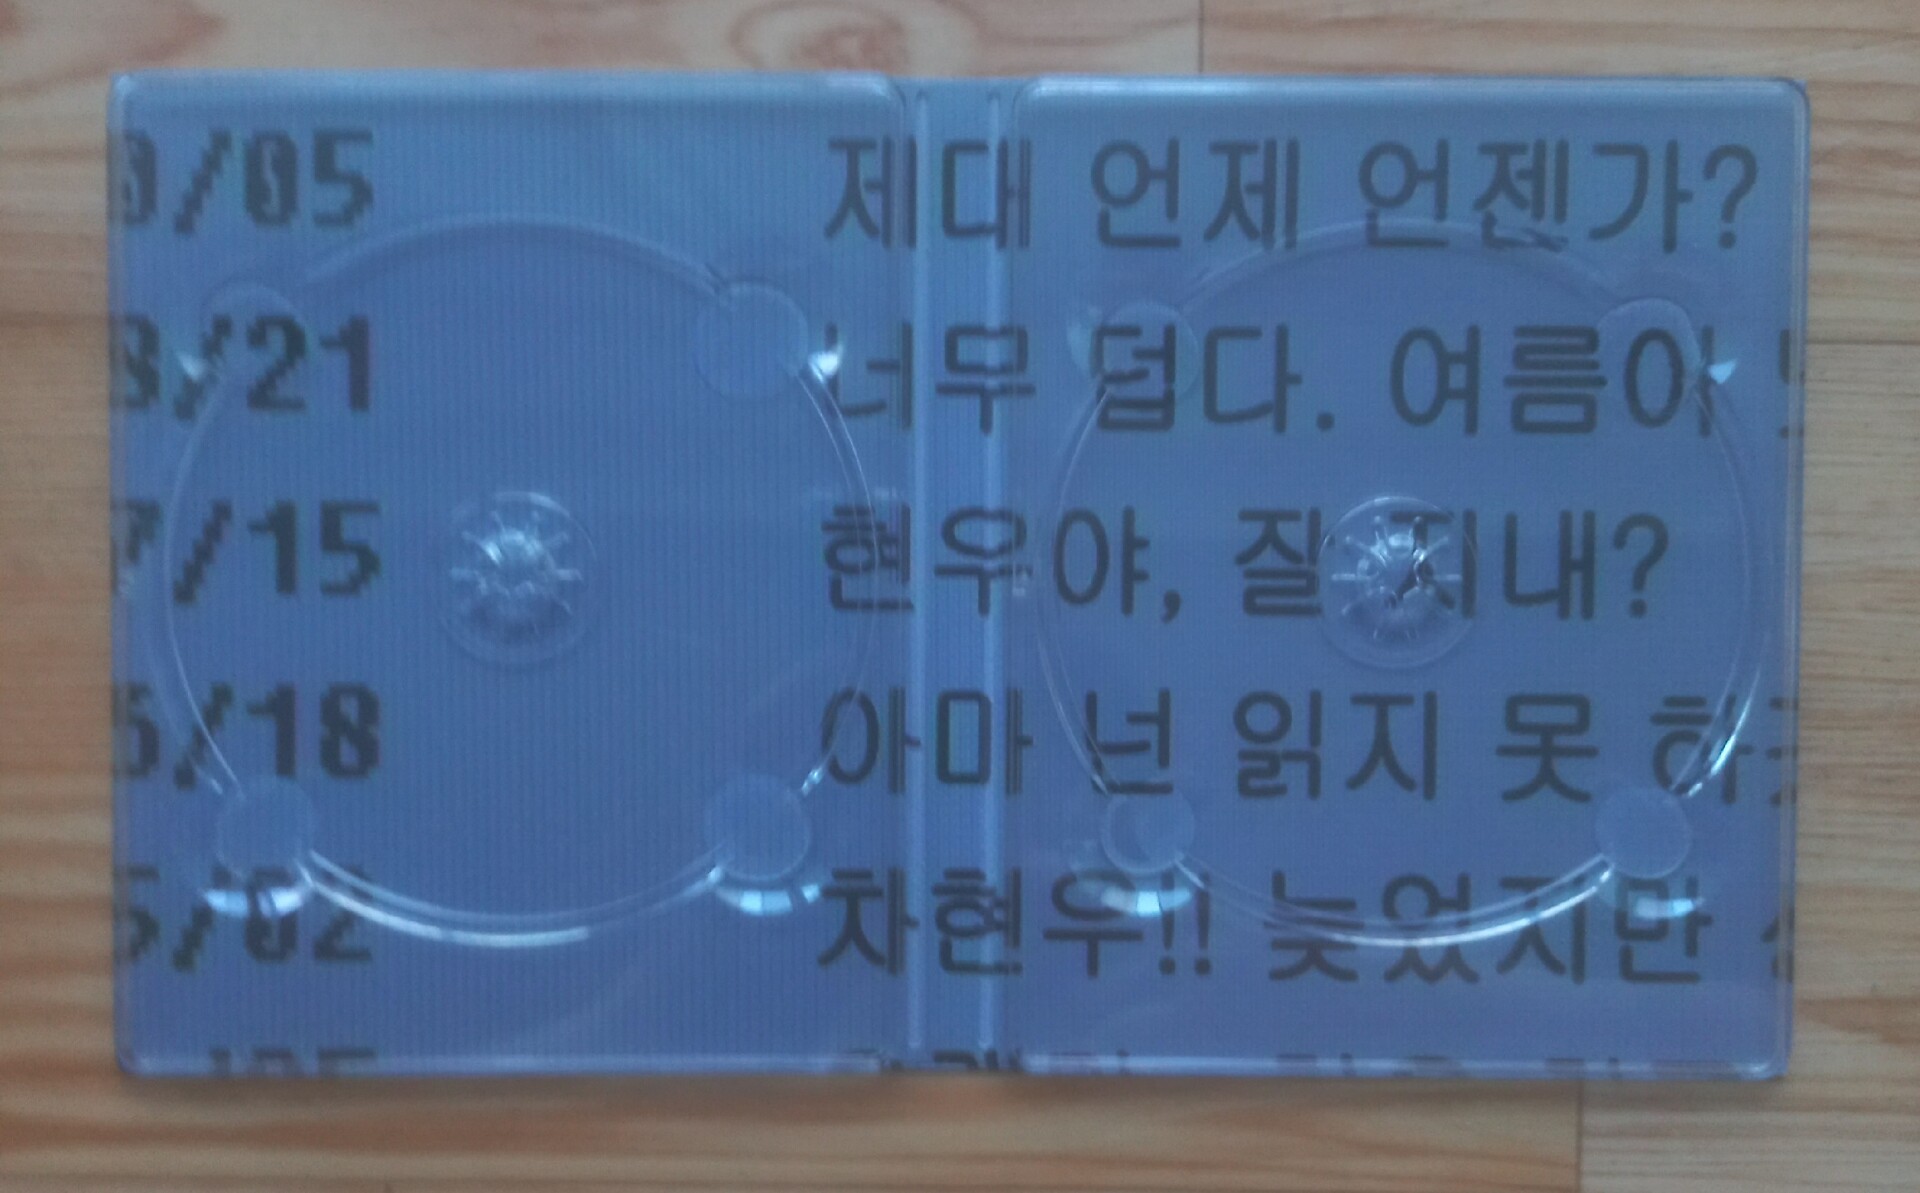 /05 제대 언제 언젠가?
/21 너무 덥다. 여름이
/15 현우야, 잘 지내?
/18 아마 넌 읽지 못
/02 차현우!! 늦었지만